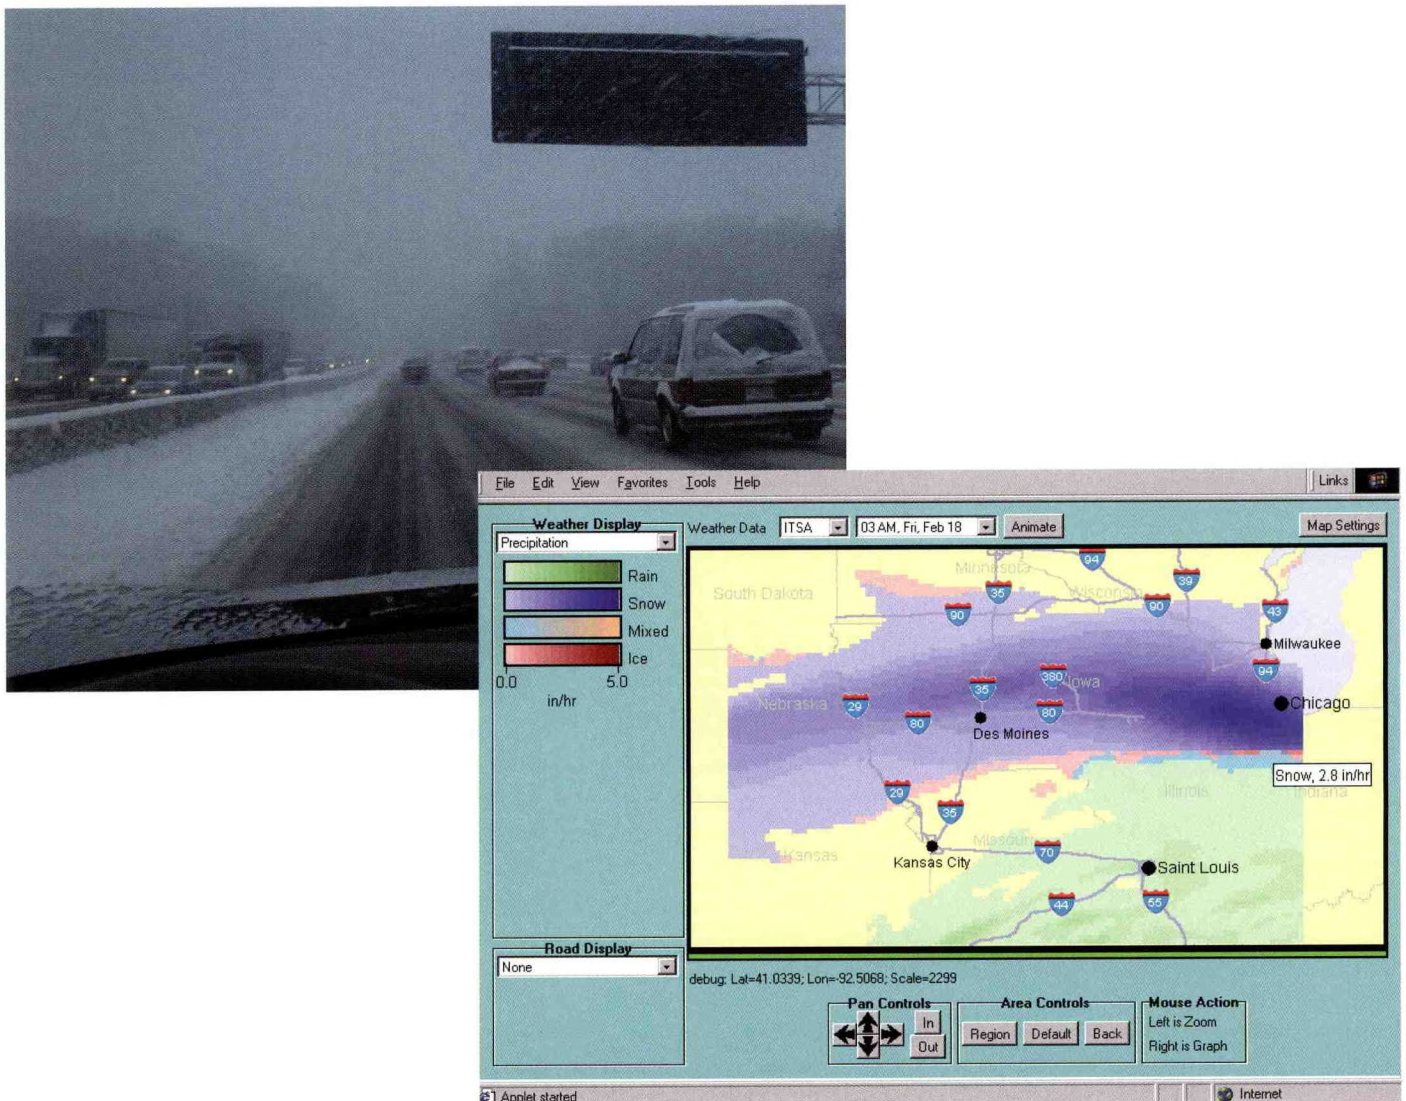 File Edit View Favorites Tools Help Links
Weather Display
Precipitation
Rain
Snow
Mixed
Ice
0.0 5.0
in/hr
Road Display
None
Weather Data ITSA 03 AM, Fri, Feb 18 Animate Map Settings
94
Minnesota
35
39
South Dakota
Wisconsin
90
90
43
Milwaukee
94
380
Iowa
35
Nebraska
29
80
80
Chicago
Des Moines
Snow, 2.8 in/hr
29
Illinois
Indiana
35
Missouri
70
Kansas
Kansas City
Saint Louis
44
55
debug: Lat=41.0339; Lon=-92.5068; Scale=2299
Pan Controls
In
Out
Area Controls
Region Default Back
Mouse Action
Left is Zoom
Right is Graph
Applet started
Internet